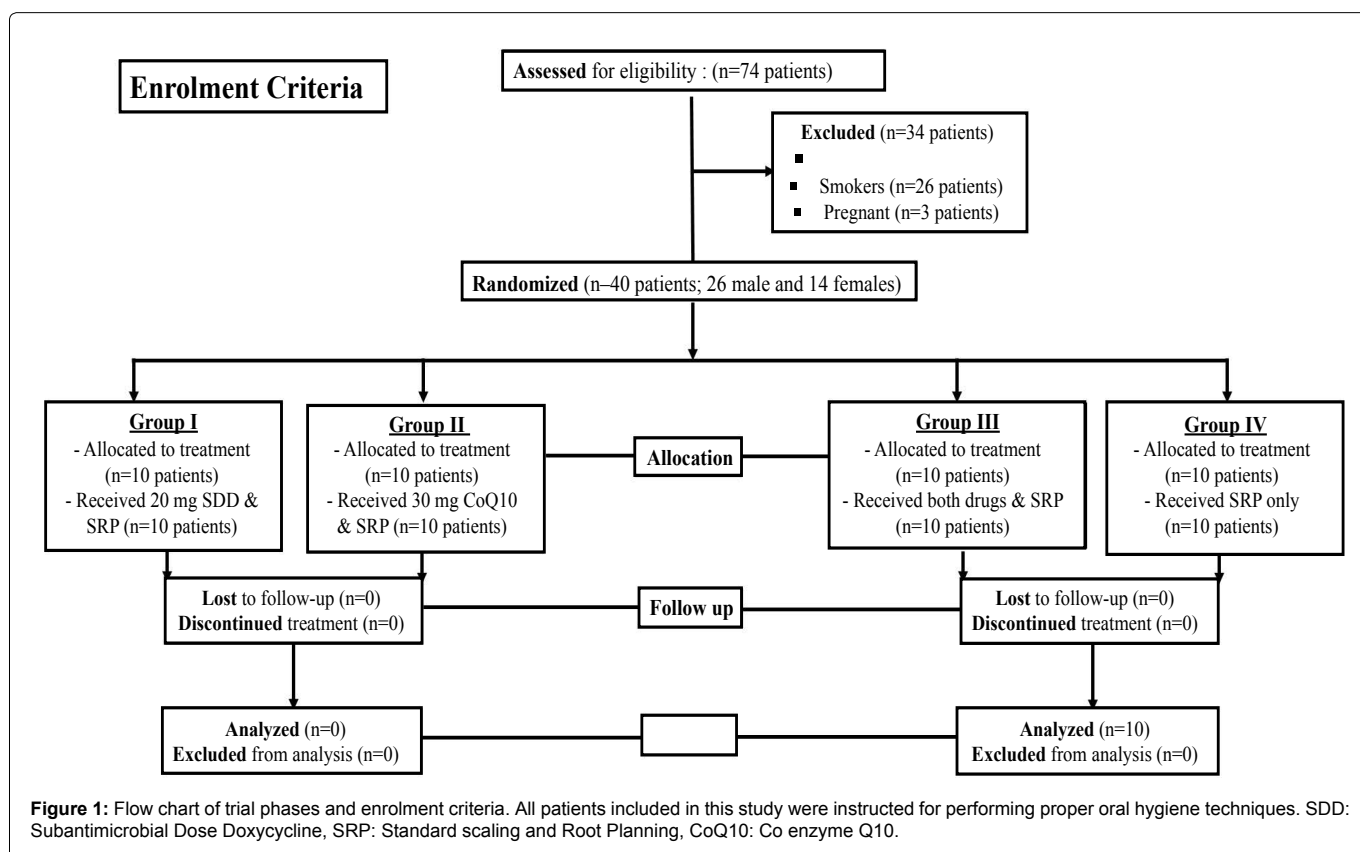 Enrolment Criteria
Assessed for eligibility : (n=74 patients)
Excluded (n=34 patients)
■
■ Smokers (n=26 patients)
■ Pregnant (n=3 patients)
Randomized (n–40 patients; 26 male and 14 females)
Group I
- Allocated to treatment
(n=10 patients)
- Received 20 mg SDD &
SRP (n=10 patients)
Group II
- Allocated to treatment
(n=10 patients)
- Received 30 mg CoQ10
& SRP (n=10 patients)
Allocation
Group III
- Allocated to treatment
(n=10 patients)
- Received both drugs & SRP
(n=10 patients)
Group IV
- Allocated to treatment
(n=10 patients)
- Received SRP only
(n=10 patients)
Lost to follow-up (n=0)
Discontinued treatment (n=0)
Follow up
Lost to follow-up (n=0)
Discontinued treatment (n=0)
Analyzed (n=0)
Excluded from analysis (n=0)
Analyzed (n=10)
Excluded from analysis (n=0)
Figure 1: Flow chart of trial phases and enrolment criteria. All patients included in this study were instructed for performing proper oral hygiene techniques. SDD:
Subantimicrobial Dose Doxycycline, SRP: Standard scaling and Root Planning, CoQ10: Co enzyme Q10.